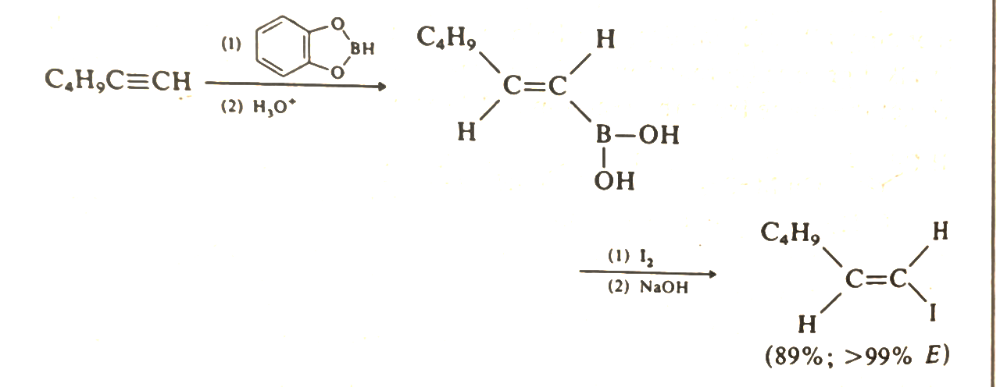 (1) O BH O
C₄H₉C≡CH
(2) H₃O⁺
C₄H₉ H
C=C
H B—OH
OH
(1) I₂
(2) NaOH
C₄H₉ H
C=C
H I
(89%; >99% E)